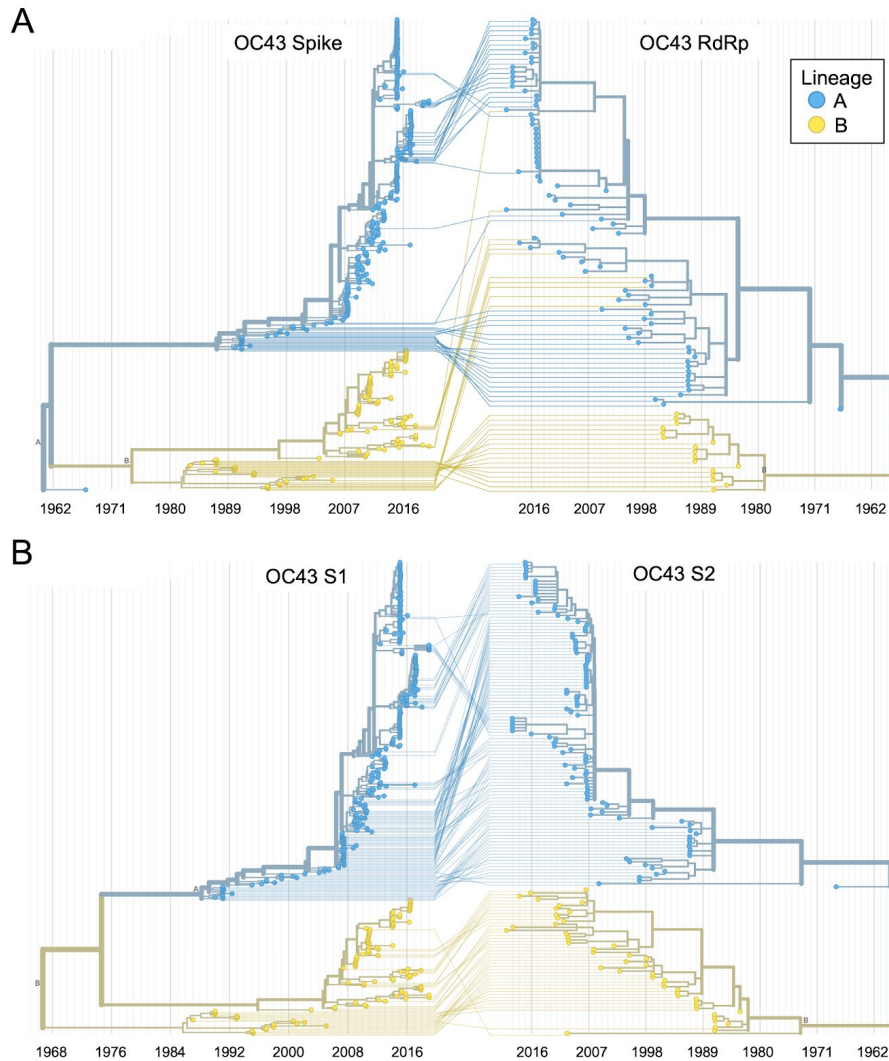 A
OC43 Spike
OC43 RdRp
Lineage
A
B
A
B
B
1962 1971 1980 1989 1998 2007 2016 2016 2007 1998 1989 1980 1971 1962
B
OC43 S1
OC43 S2
A
B
B
1968 1976 1984 1992 2000 2008 2016 2016 2007 1998 1989 1980 1971 1962